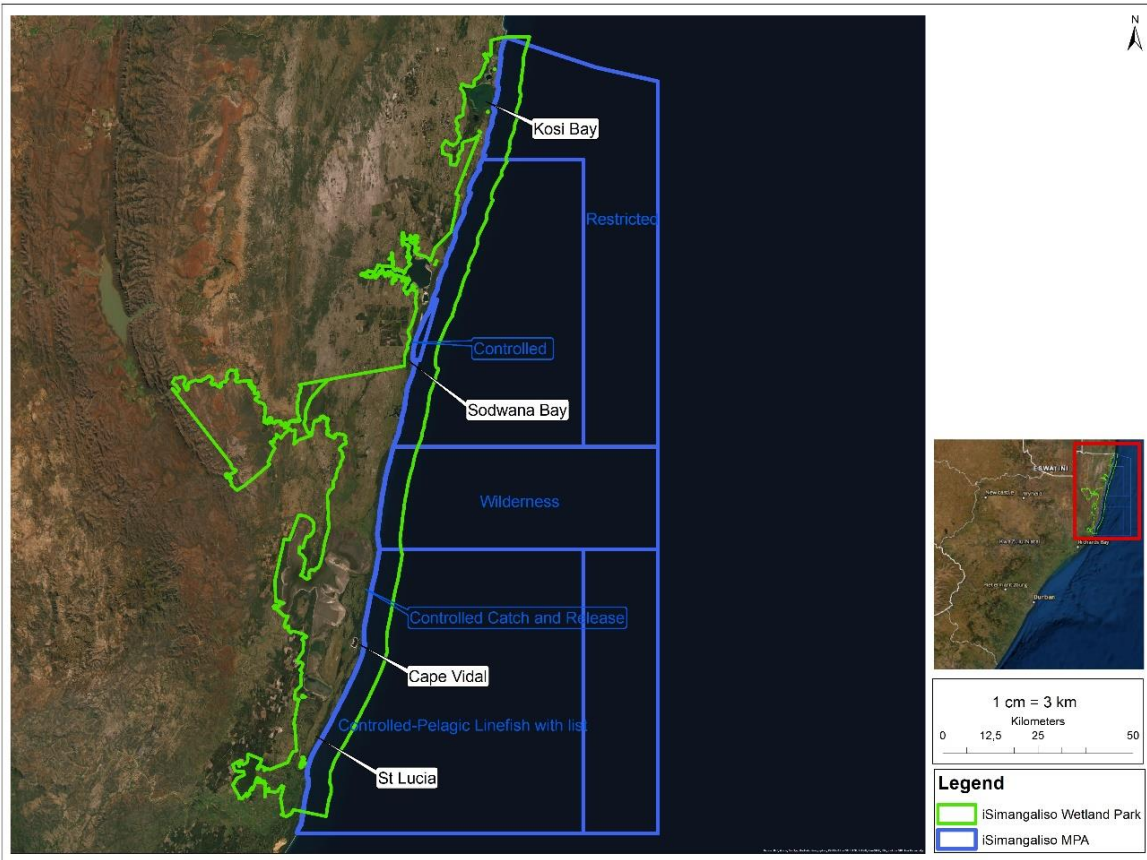 N
Kosi Bay
Restricted
Controlled
Sodwana Bay
Wilderness
Controlled Catch and Release
Cape Vidal
Controlled-Pelagic Linefish with list
St Lucia
Newcastle
Richards Bay
Durban
1 cm = 3 km
Kilometers
0 12,5 25 50
Legend
iSimangaliso Wetland Park
iSimangaliso MPA